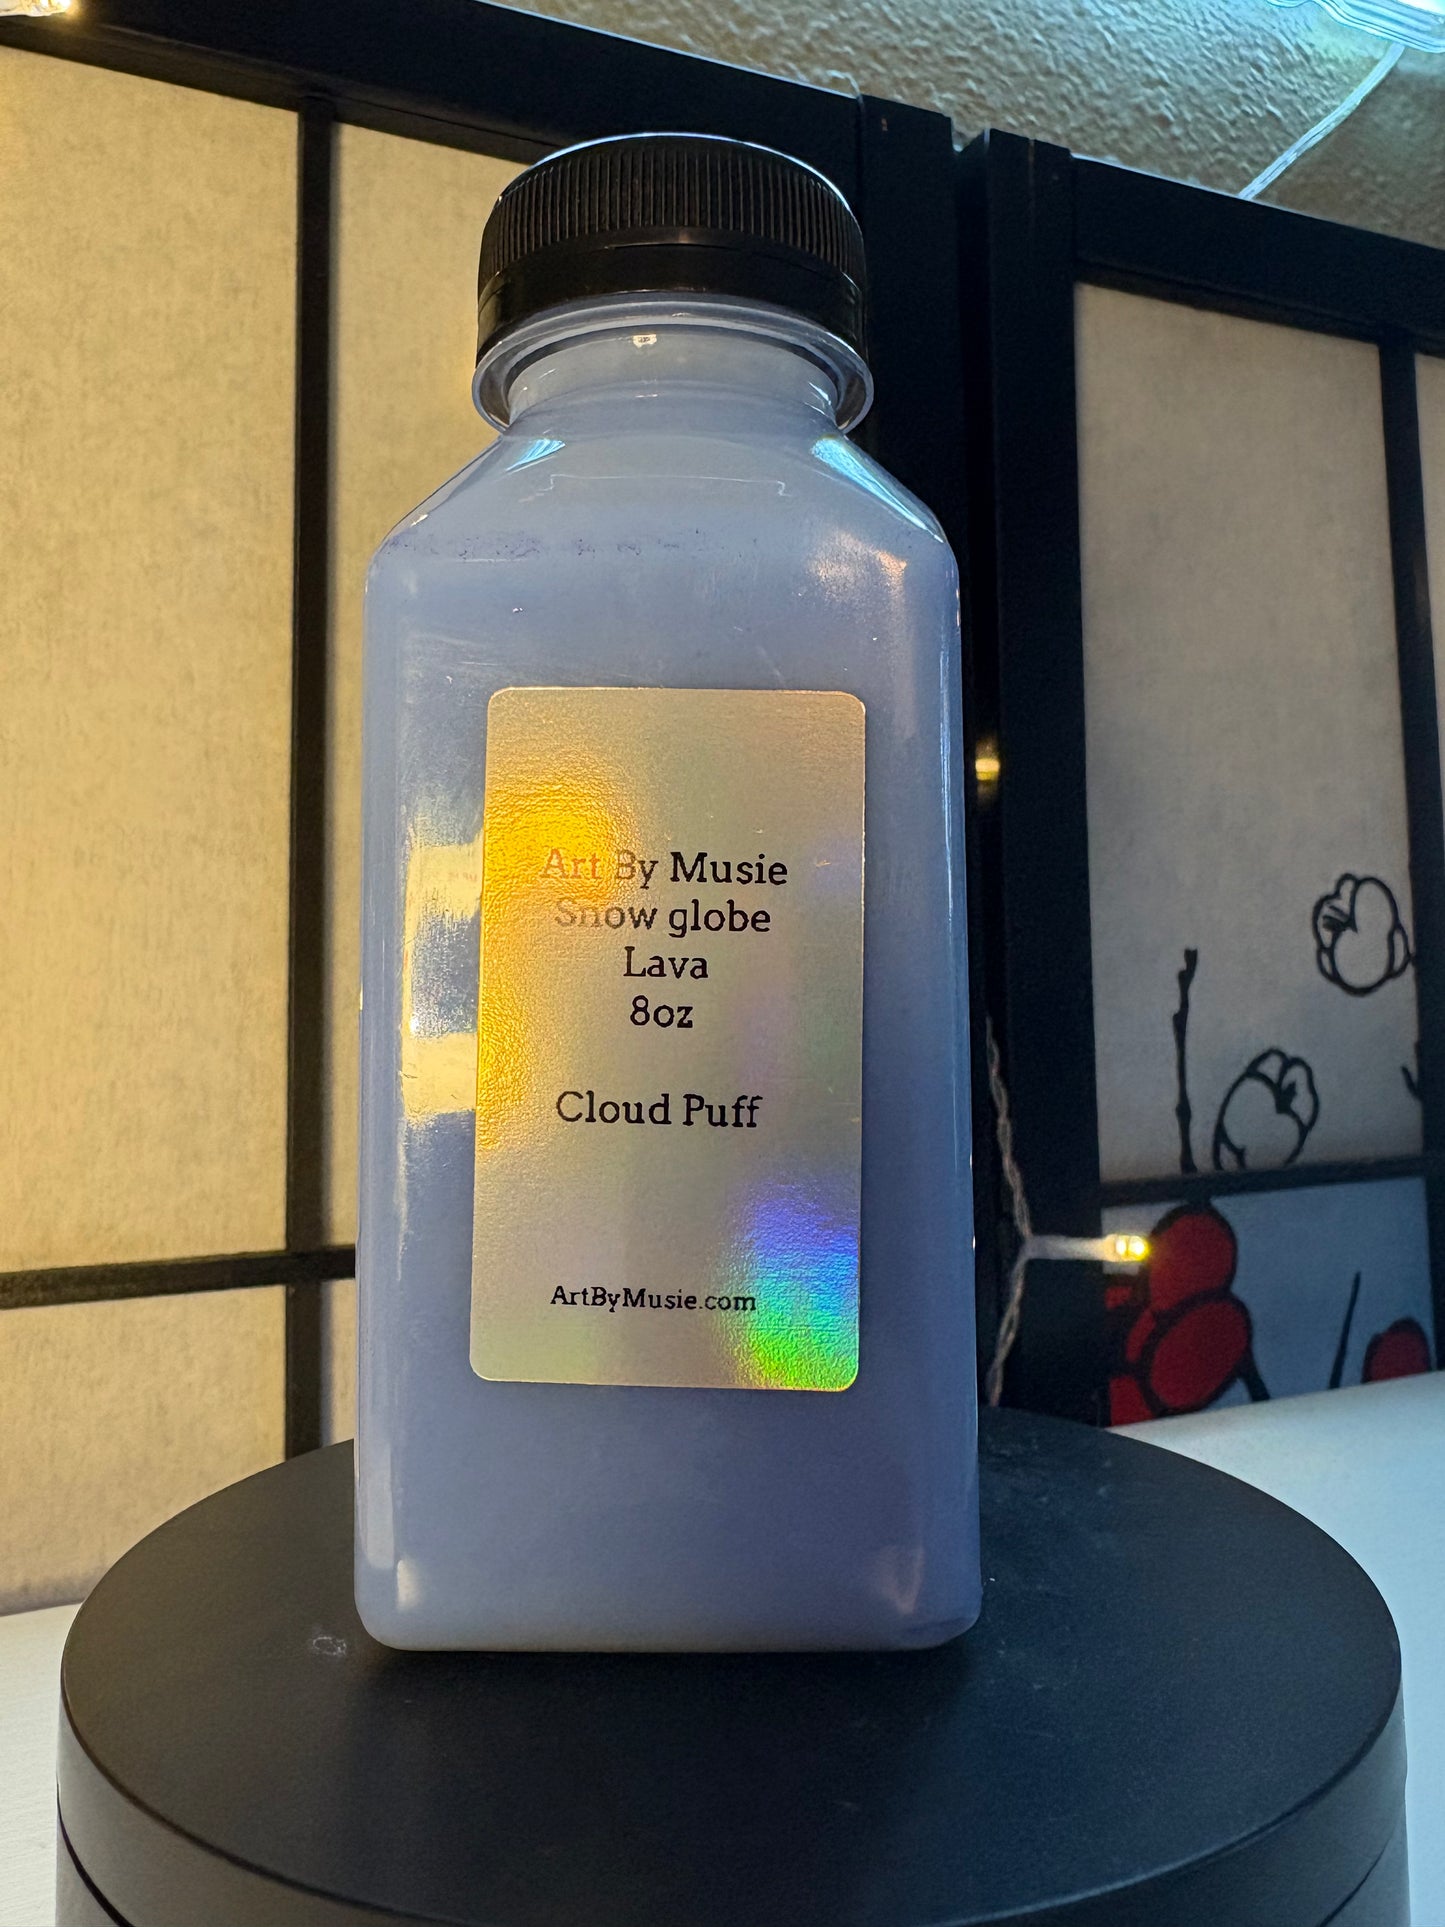 Art By Musie
Snow globe
Lava
8oz
Cloud Puff
ArtByMusie.com